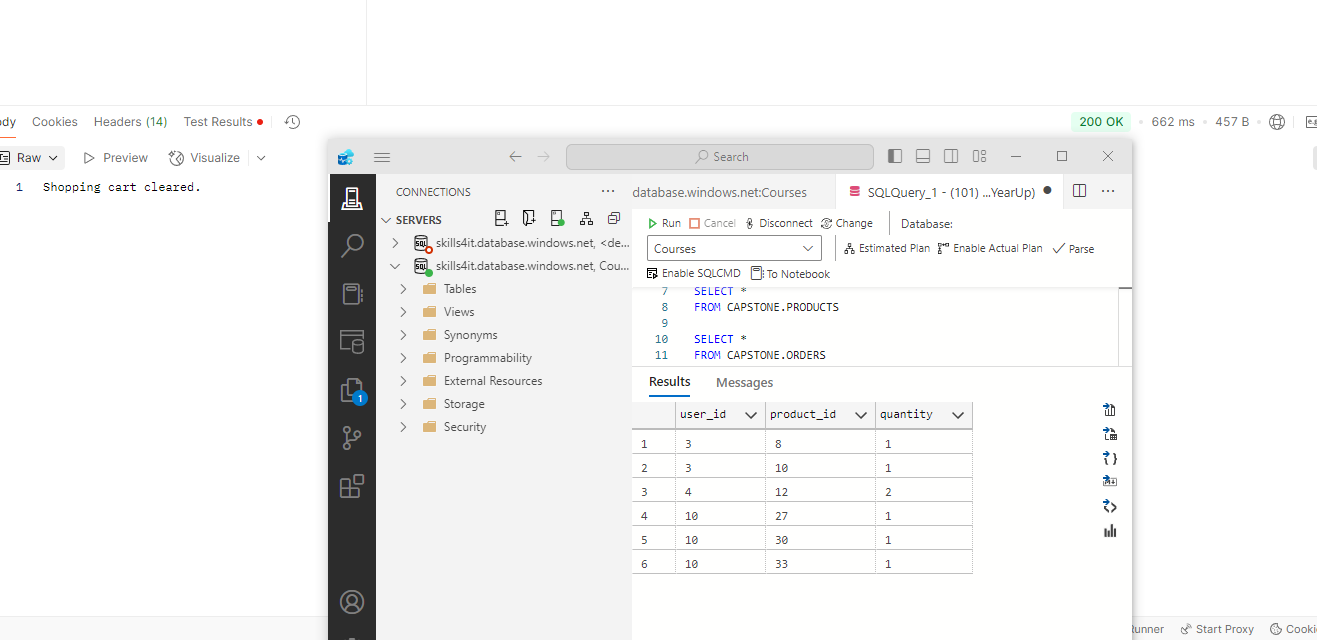 Cookies Headers (14) Test Results
200 OK 662 ms 457 B
Raw Preview Visualize
1 Shopping cart cleared.
Search
CONNECTIONS
SERVERS
skills4it.database.windows.net, <de...
skills4it.database.windows.net, Cou...
Tables
Views
Synonyms
Programmability
External Resources
Storage
Security
1
database.windows.net:Courses SQLQuery_1 - (101) ...YearUp)
Run Cancel Disconnect Change Database:
Courses Estimated Plan Enable Actual Plan Parse
Enable SQLCMD To Notebook
7 SELECT *
8 FROM CAPSTONE.PRODUCTS
9
10 SELECT *
11 FROM CAPSTONE.ORDERS
Results Messages
user_id product_id quantity
1 3 8 1
2 3 10 1
3 4 12 2
4 10 27 1
5 10 30 1
6 10 33 1
unner Start Proxy Cooki